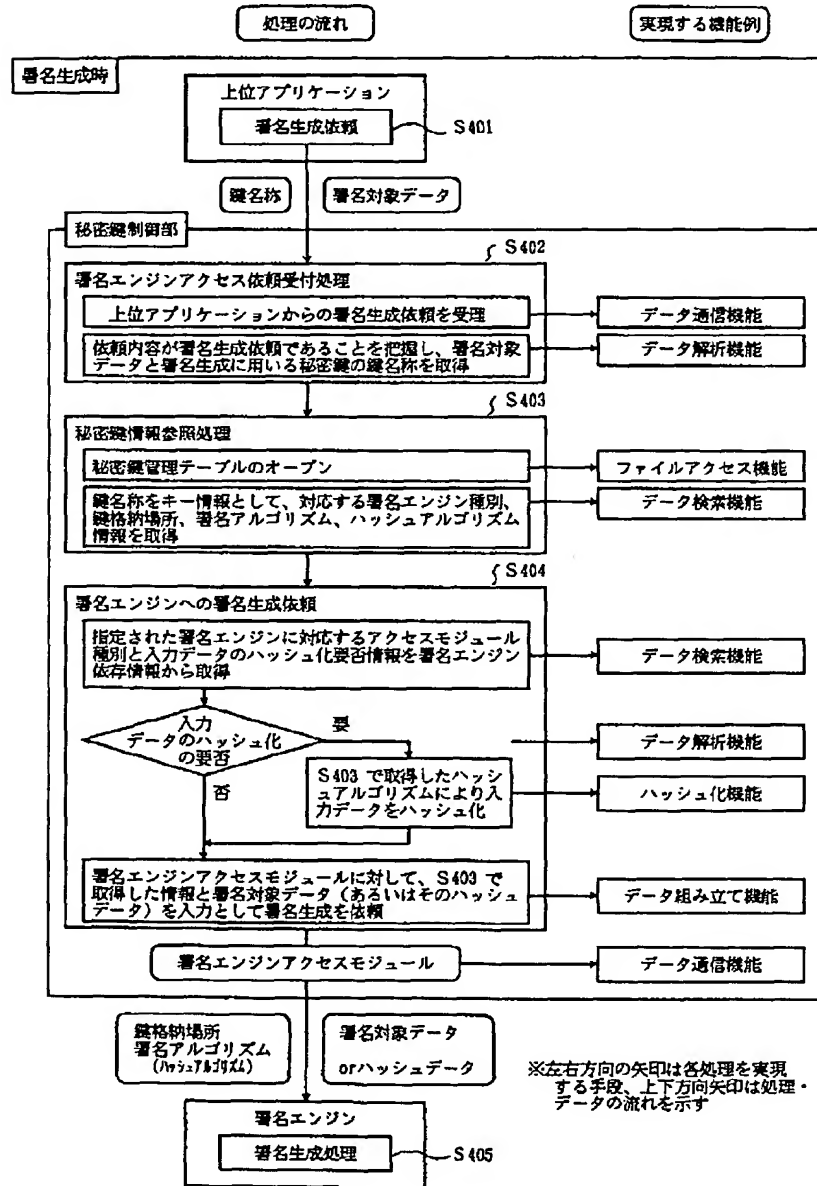 処理の流れ
実現する機能例
署名生成時
上位アプリケーション
署名生成依頼
S401
鍵名称
署名対象データ
秘密鍵制御部
S402
署名エンジンアクセス依頼受付処理
上位アプリケーションからの署名生成依頼を受理
データ通信機能
依頼内容が署名生成依頼であることを把握し、署名対象
データと署名生成に用いる秘密鍵の鍵名称を取得
データ解析機能
S403
秘密鍵情報参照処理
秘密鍵管理テーブルのオープン
ファイルアクセス機能
鍵名称をキー情報として、対応する署名エンジン種別、
鍵格納場所、署名アルゴリズム、ハッシュアルゴリズム
情報を取得
データ検索機能
S404
署名エンジンへの署名生成依頼
指定された署名エンジンに対応するアクセスモジュール
種別と入力データのハッシュ化要否情報を署名エンジン
依存情報から取得
データ検索機能
入力
データのハッシュ化
の要否
要
データ解析機能
否
S403 で取得したハッシ
ュアルゴリズムにより入
力データをハッシュ化
ハッシュ化機能
署名エンジンアクセスモジュールに対して、S403 で
取得した情報と署名対象データ（あるいはそのハッシュ
データ）を入力として署名生成を依頼
データ組み立て機能
署名エンジンアクセスモジュール
データ通信機能
鍵格納場所
署名アルゴリズム
(ハッシュアルゴリズム)
署名対象データ
orハッシュデータ
※左右方向の矢印は各処理を実現
する手段、上下方向矢印は処理・
データの流れを示す
署名エンジン
署名生成処理
S405